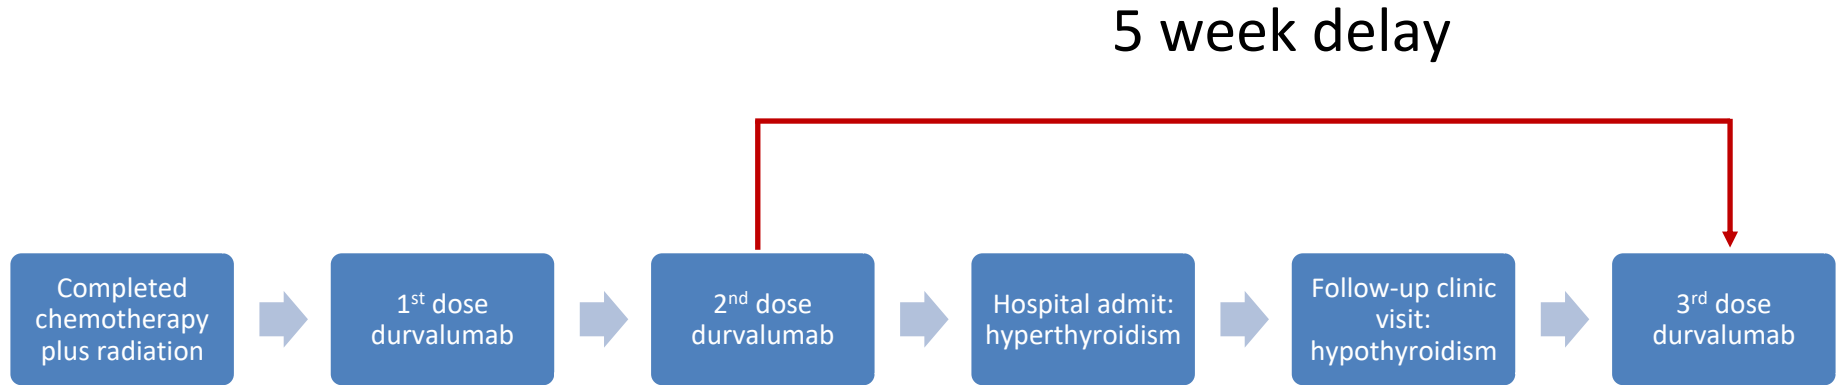 5 week delay
Completed
chemotherapy
plus radiation
1st dose
durvalumab
2nd dose
durvalumab
Hospital admit:
hyperthyroidism
Follow-up clinic
visit:
hypothyroidism
3rd dose
durvalumab